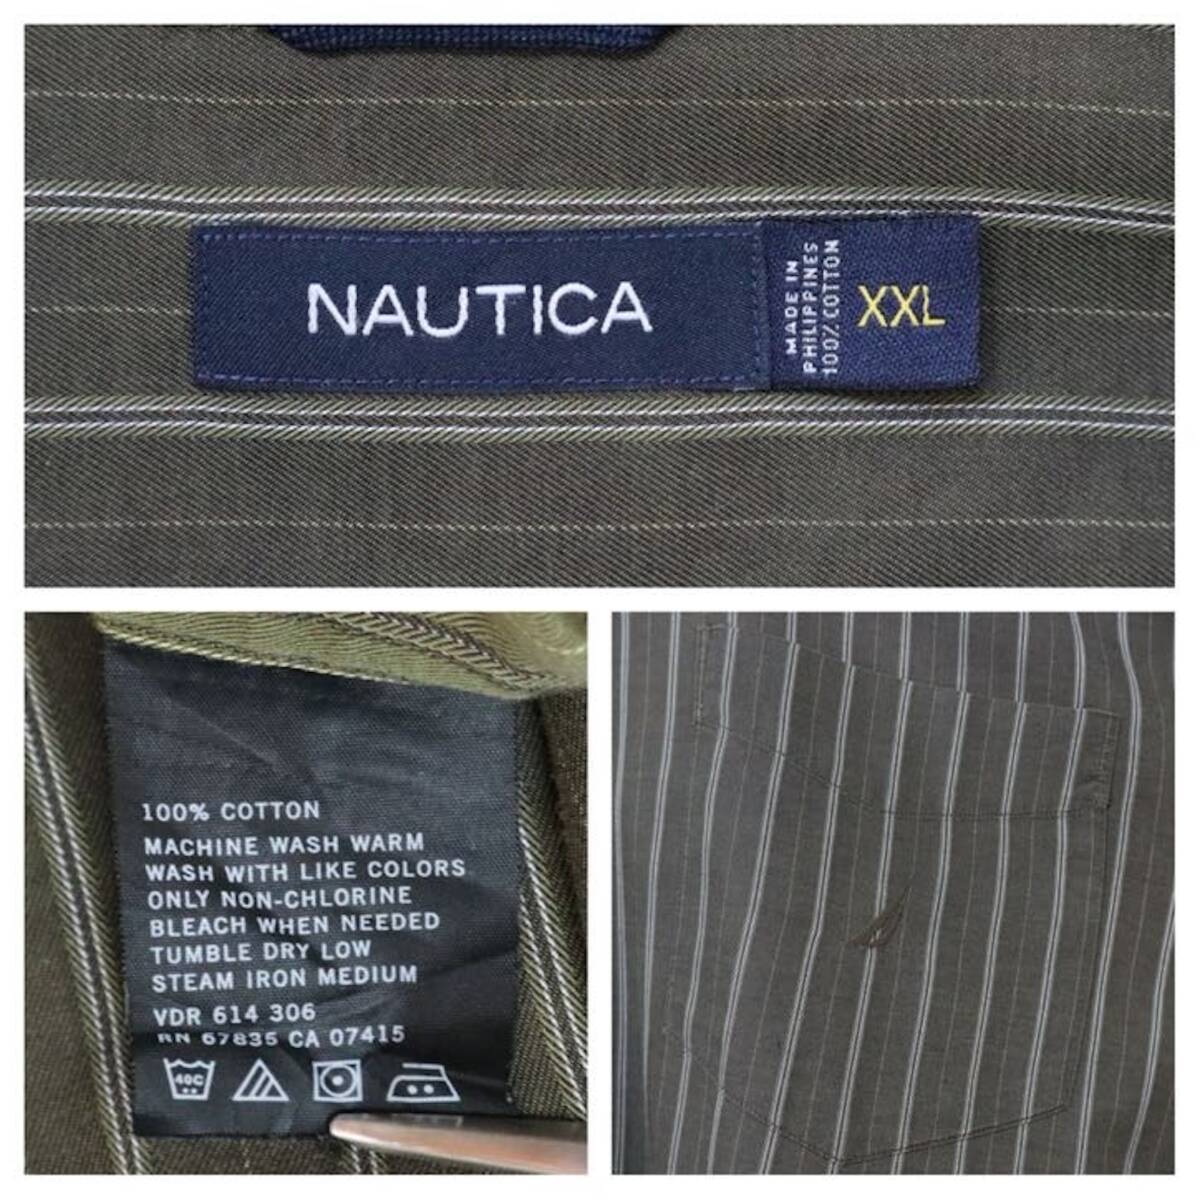 NAUTICA
MADE IN
PHILIPPINES
100% COTTON
XXL
100% COTTON
MACHINE WASH WARM
WASH WITH LIKE COLORS
ONLY NON-CHLORINE
BLEACH WHEN NEEDED
TUMBLE DRY LOW
STEAM IRON MEDIUM
VDR 614 306
RN 67835 CA 07415
40C